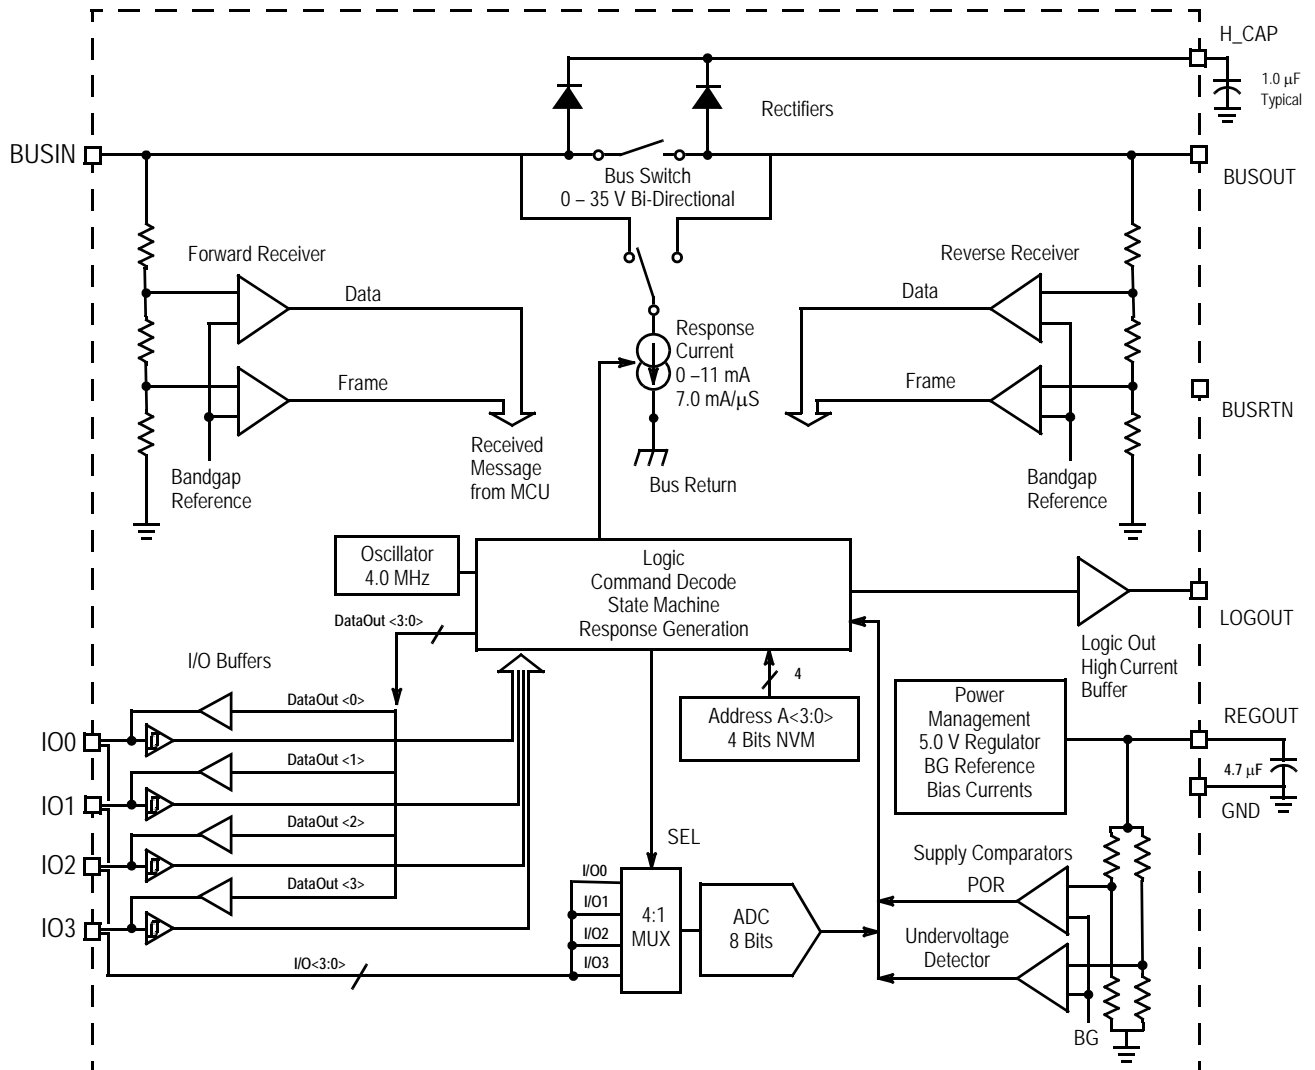 H_CAP
1.0 µF
Typical
Rectifiers
BUSIN
BUSOUT
Bus Switch
0 – 35 V Bi-Directional
Forward Receiver
Data
Frame
Bandgap
Reference
Received
Message
from MCU
Response
Current
0 –11 mA
7.0 mA/µS
Bus Return
Reverse Receiver
Data
Frame
Bandgap
Reference
BUSRTN
Oscillator
4.0 MHz
Logic
Command Decode
State Machine
Response Generation
LOGOUT
Logic Out
High Current
Buffer
DataOut <3:0>
I/O Buffers
4
Address A<3:0>
4 Bits NVM
Power
Management
5.0 V Regulator
BG Reference
Bias Currents
REGOUT
4.7 µF
GND
DataOut <0>
IO0
DataOut <1>
IO1
DataOut <2>
IO2
DataOut <3>
IO3
I/O<3:0>
SEL
I/O0
I/O1
I/O2
I/O3
4:1
MUX
ADC
8 Bits
Supply Comparators
POR
Undervoltage
Detector
BG